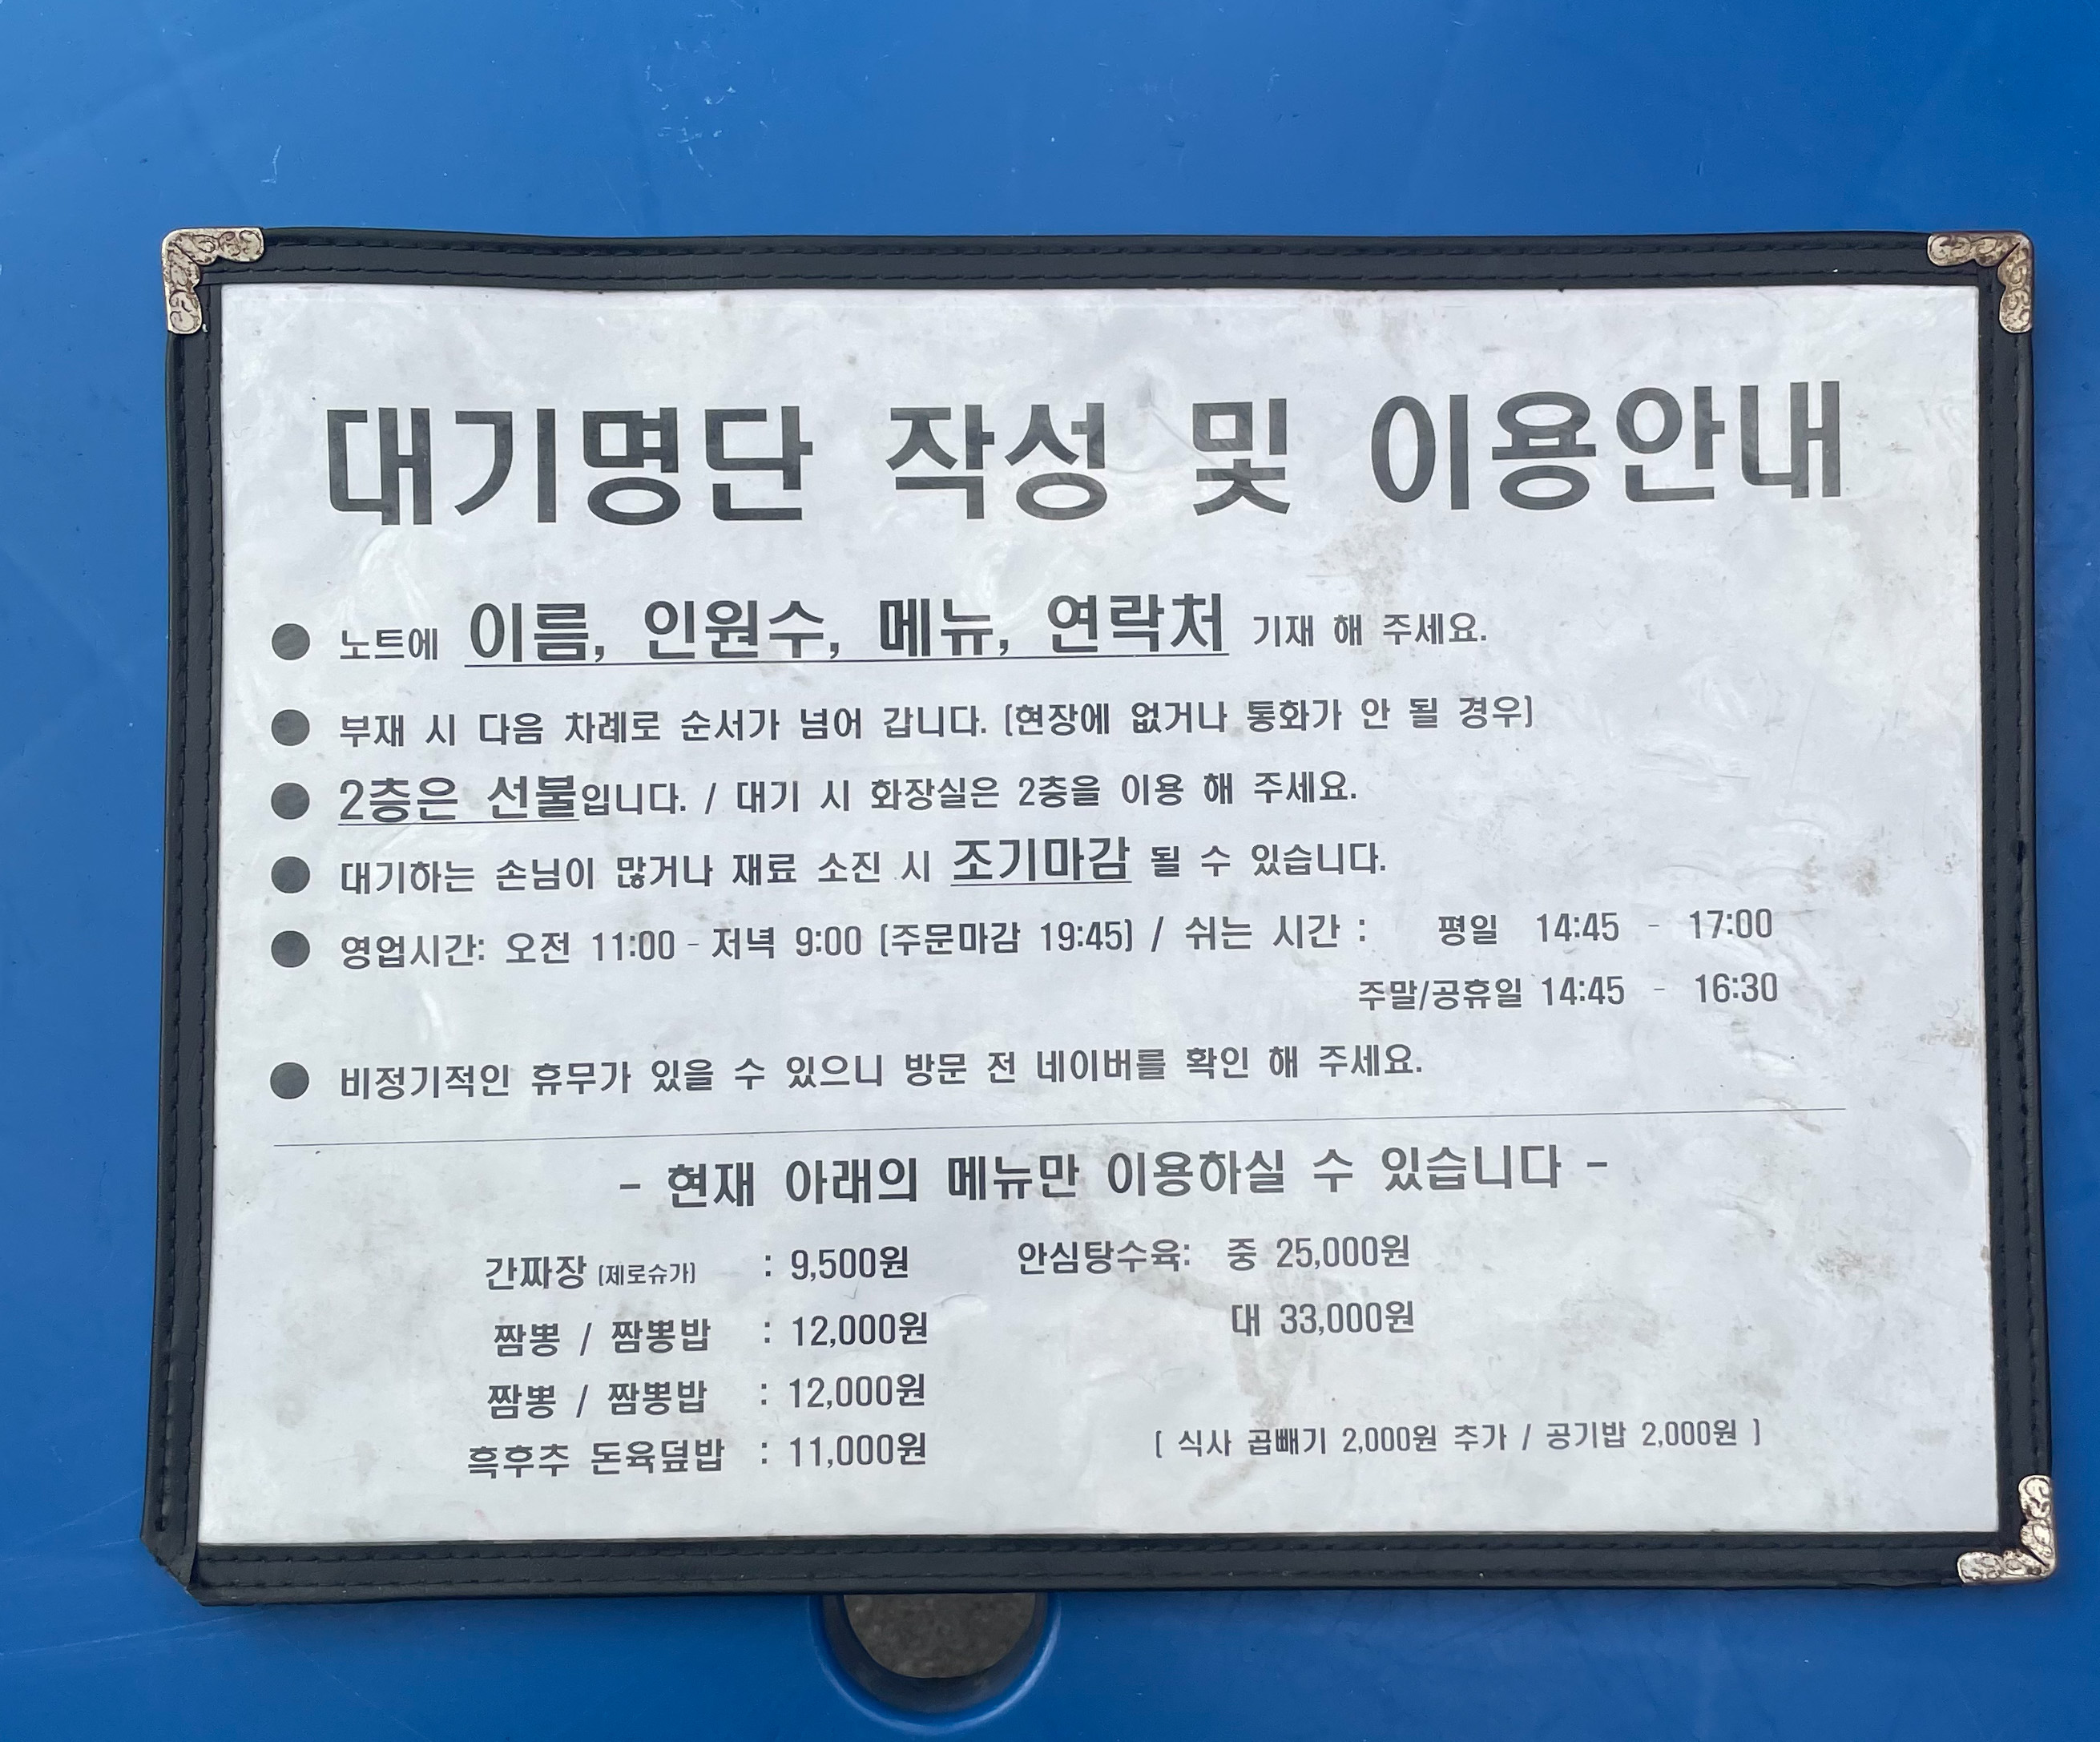 대기명단 작성 및 이용안내
● 노트에 이름, 인원수, 메뉴, 연락처 기재 해 주세요.
● 부재 시 다음 차례로 순서가 넘어 갑니다. (현장에 없거나 통화가 안 될 경우)
● 2층은 선불입니다. / 대기 시 화장실은 2층을 이용 해 주세요.
● 대기하는 손님이 많거나 재료 소진 시 조기마감 될 수 있습니다.
● 영업시간: 오전 11:00 - 저녁 9:00 (주문마감 19:45) / 쉬는 시간 : 평일 14:45 - 17:00
주말/공휴일 14:45 - 16:30
● 비정기적인 휴무가 있을 수 있으니 방문 전 네이버를 확인 해 주세요.
- 현재 아래의 메뉴만 이용하실 수 있습니다 -
간짜장 (제로슈가) : 9,500원 안심탕수육: 중 25,000원
짬뽕 / 짬뽕밥 : 12,000원 대 33,000원
짬뽕 / 짬뽕밥 : 12,000원
흑후추 돈육덮밥 : 11,000원 [ 식사 곱빼기 2,000원 추가 / 공기밥 2,000원 ]